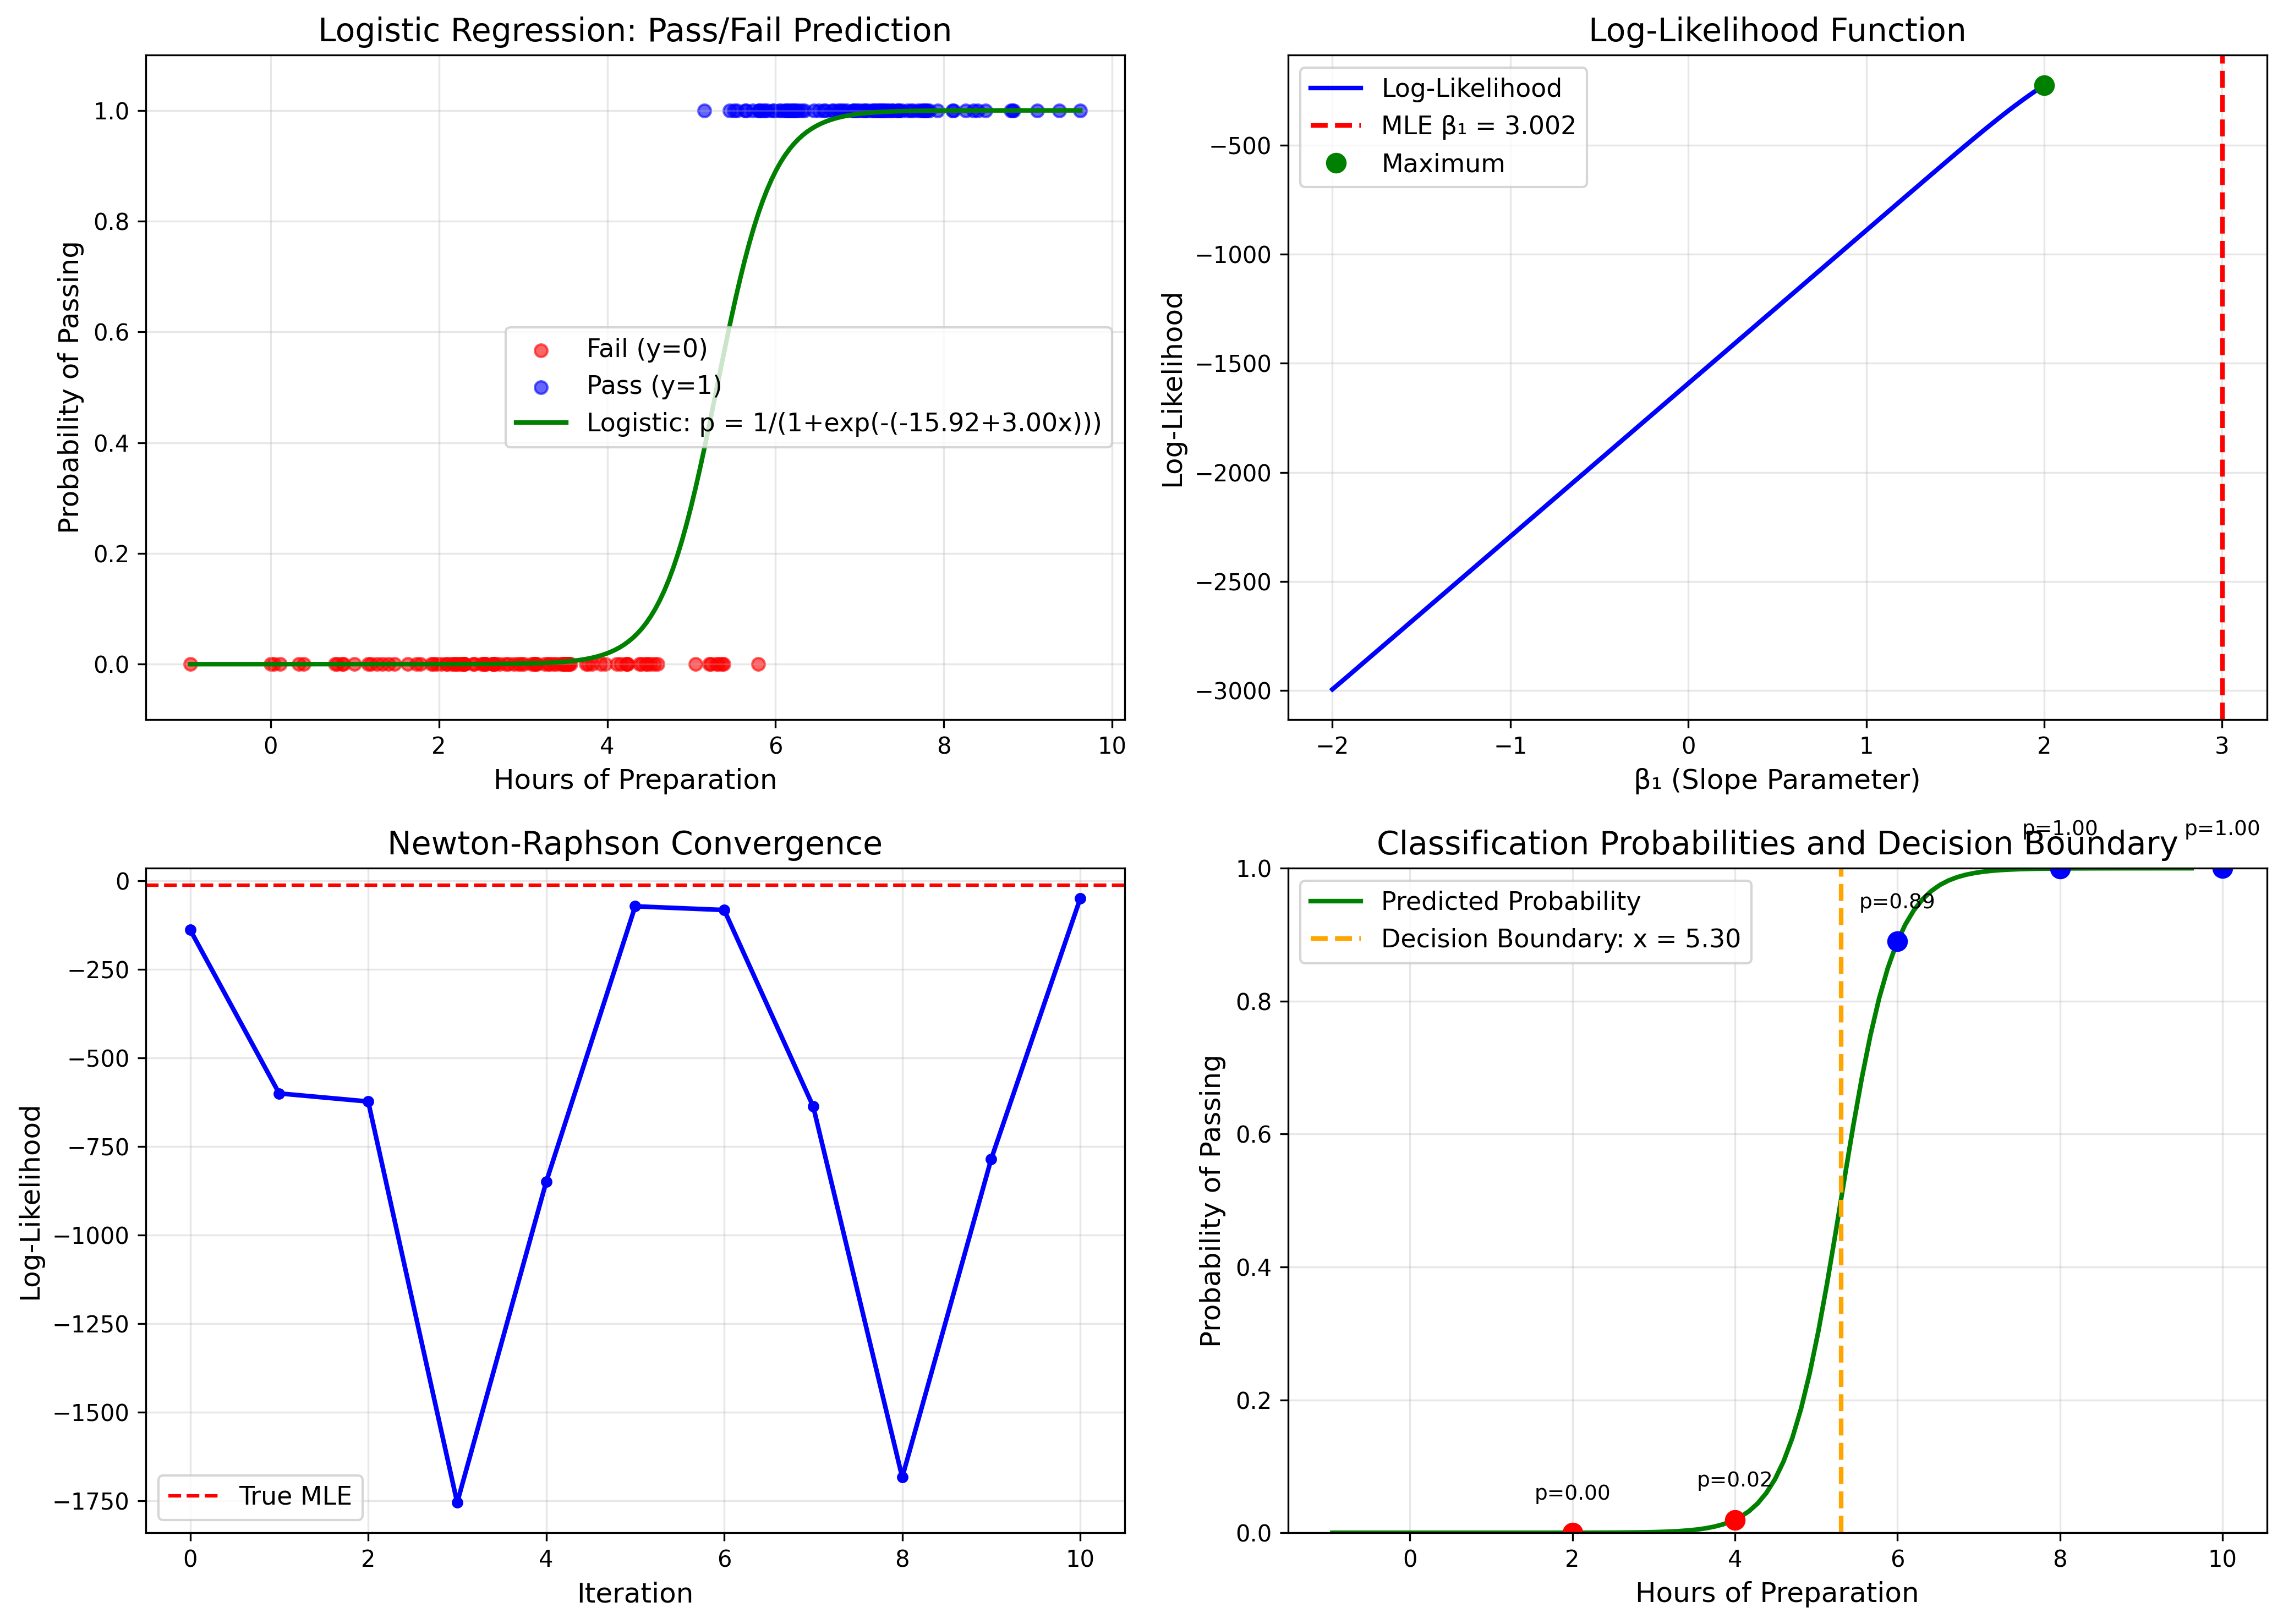 Logistic Regression: Pass/Fail Prediction
Probability of Passing
1.0
0.8
0.6
0.4
0.2
0.0
Fail (y=0)
Pass (y=1)
Logistic: p = 1/(1+exp(-(-15.92+3.00x)))
0 2 4 6 8 10
Hours of Preparation
Log-Likelihood Function
Log-Likelihood
−500
−1000
−1500
−2000
−2500
−3000
Log-Likelihood
MLE β₁ = 3.002
Maximum
−2 −1 0 1 2 3
β₁ (Slope Parameter)
Newton-Raphson Convergence
Log-Likelihood
0
−250
−500
−750
−1000
−1250
−1500
−1750
True MLE
0 2 4 6 8 10
Iteration
p=1.00 p=1.00
Classification Probabilities and Decision Boundary
Probability of Passing
1.0
0.8
0.6
0.4
0.2
0.0
Predicted Probability
Decision Boundary: x = 5.30
p=0.89
p=0.02
p=0.00
0 2 4 6 8 10
Hours of Preparation